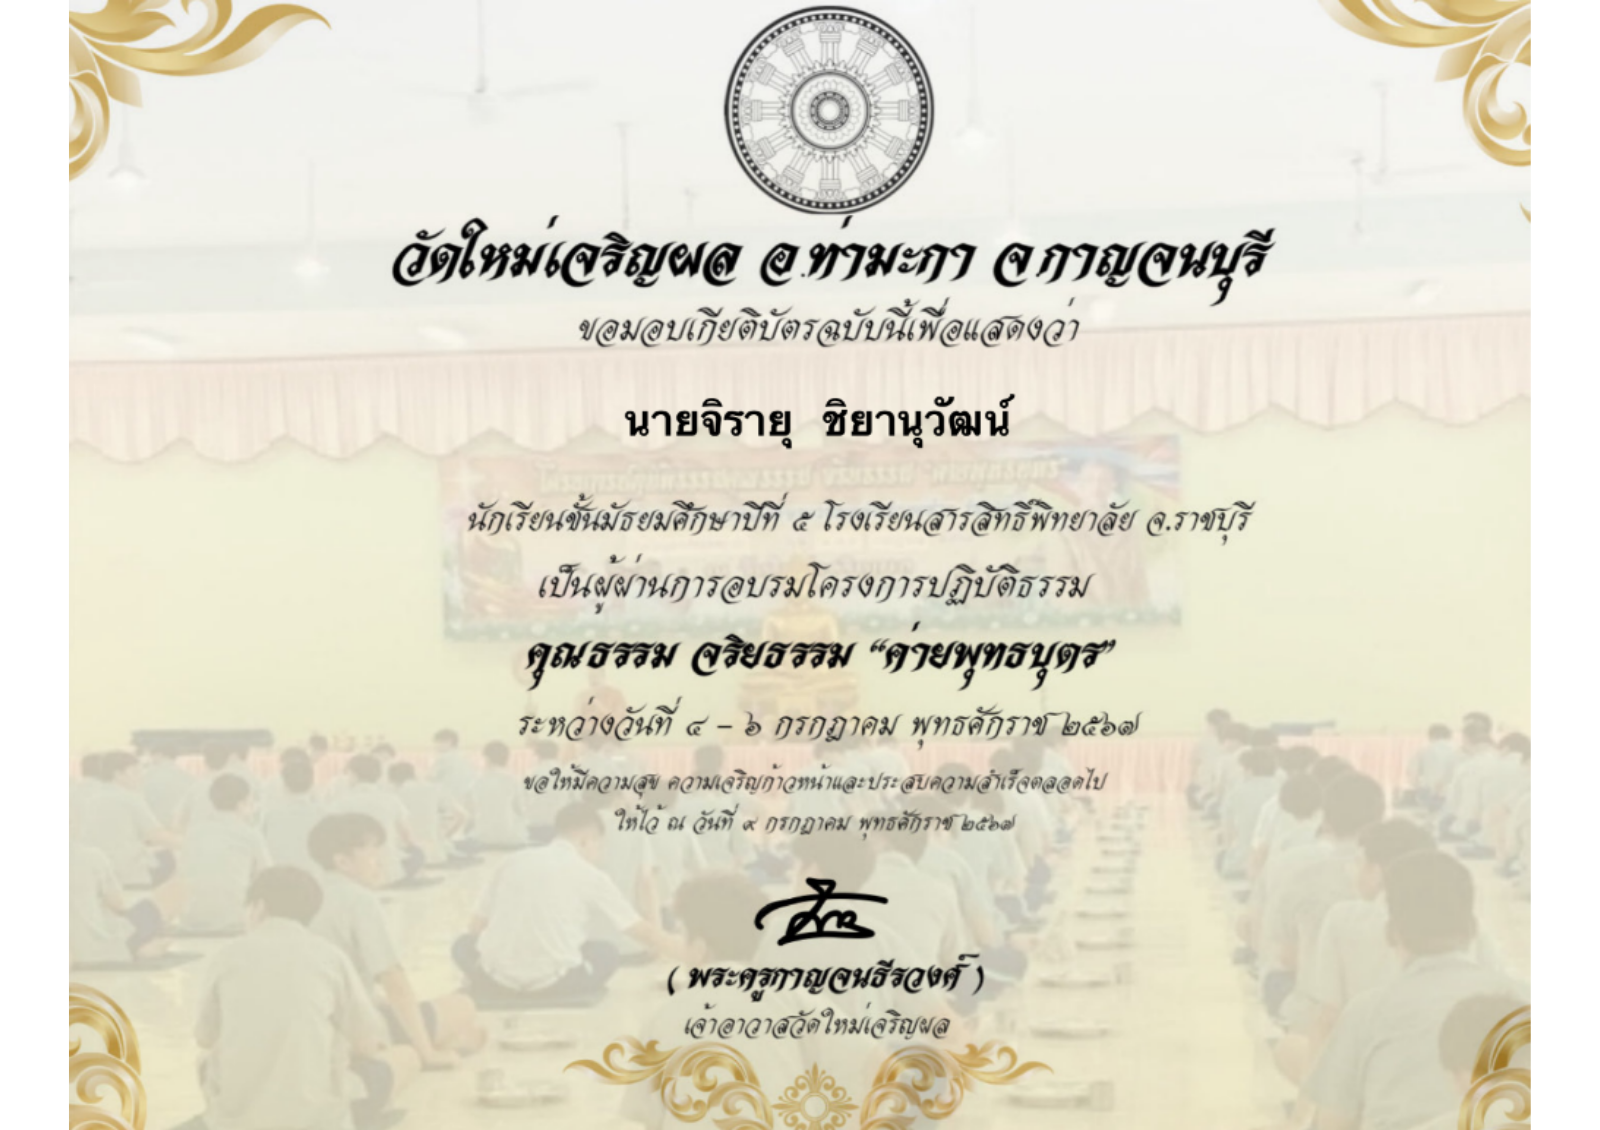 วัดใหม่เจริญผล อ.ท่ามะกา จ.กาญจนบุรี
ขอมอบเกียติบัตรฉบับนี้เพื่อแสดงว่า
นายจิรายุ ชิยานุวัฒน์
นักเรียนชั้นมัธยมศึกษาปีที่ ๕ โรงเรียนสารสิทธิ์พิทยาลัย จ.ราชบุรี
เป็นผู้ผ่านการอบรมโครงการปฏิบัติธรรม
คุณธรรม จริยธรรม “ค่ายพุทธบุตร”
ระหว่างวันที่ ๔ – ๖ กรกฎาคม พุทธศักราช ๒๕๖๗
ขอให้มีความสุข ความเจริญก้าวหน้าและประสบความสำเร็จตลอดไป
ให้ไว้ ณ วันที่ ๙ กรกฎาคม พุทธศักราช ๒๕๖๗
( พระครูกาญจนธีรวงศ์ )
เจ้าอาวาสวัดใหม่เจริญผล